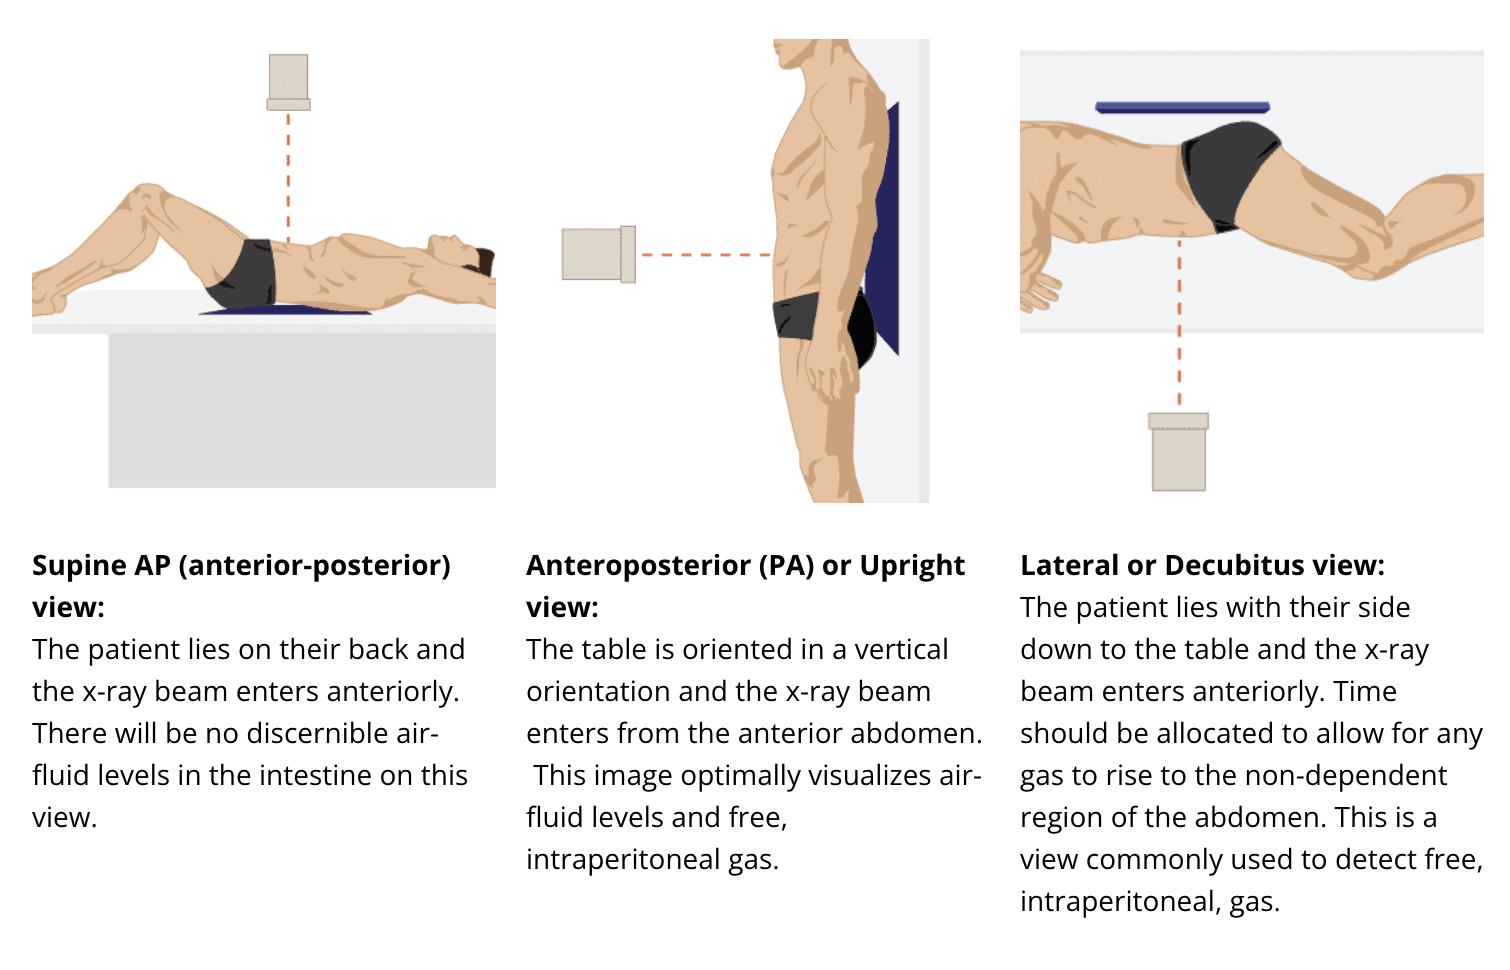 Supine AP (anterior-posterior)
view:
The patient lies on their back and
the x-ray beam enters anteriorly.
There will be no discernible air-
fluid levels in the intestine on this
view.
Anteroposterior (PA) or Upright
view:
The table is oriented in a vertical
orientation and the x-ray beam
enters from the anterior abdomen.
This image optimally visualizes air-
fluid levels and free,
intraperitoneal gas.
Lateral or Decubitus view:
The patient lies with their side
down to the table and the x-ray
beam enters anteriorly. Time
should be allocated to allow for any
gas to rise to the non-dependent
region of the abdomen. This is a
view commonly used to detect free,
intraperitoneal, gas.